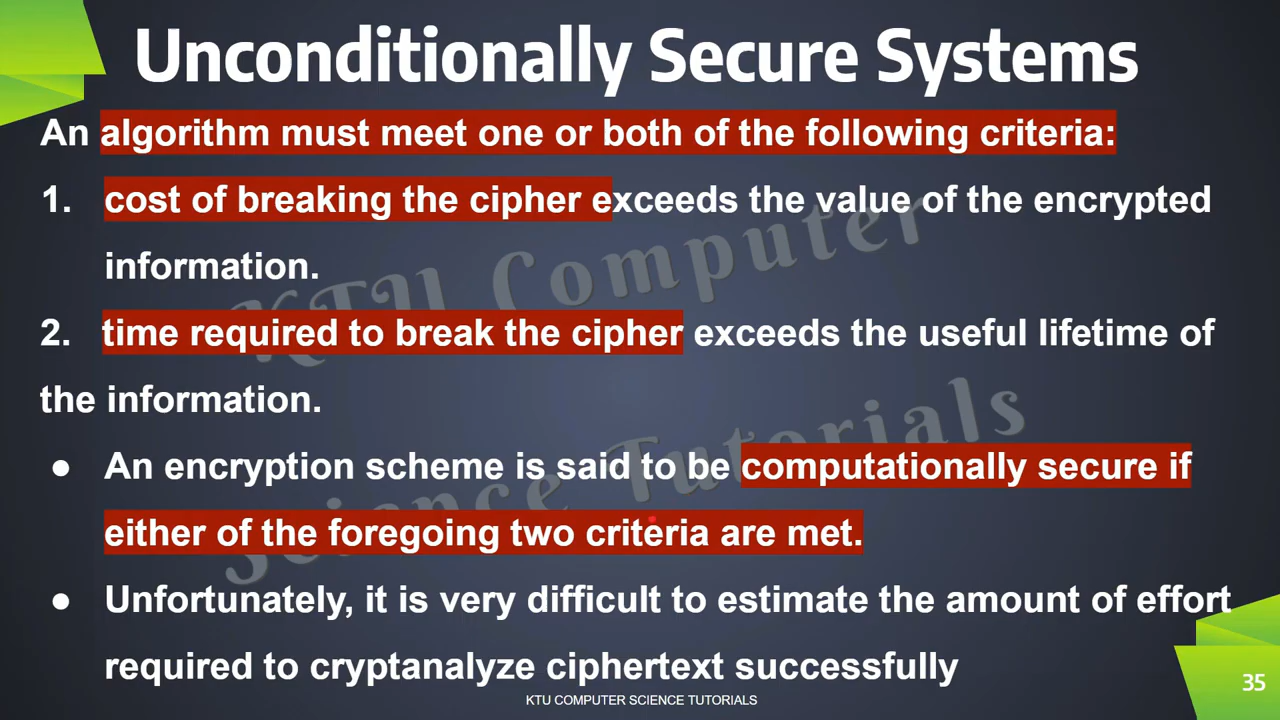 Unconditionally Secure Systems
An algorithm must meet one or both of the following criteria:
1. cost of breaking the cipher exceeds the value of the encrypted
information.
2. time required to break the cipher exceeds the useful lifetime of
the information.
● An encryption scheme is said to be computationally secure if
either of the foregoing two criteria are met.
● Unfortunately, it is very difficult to estimate the amount of effort
required to cryptanalyze ciphertext successfully
KTU Computer
Science Tutorials
KTU COMPUTER SCIENCE TUTORIALS
35